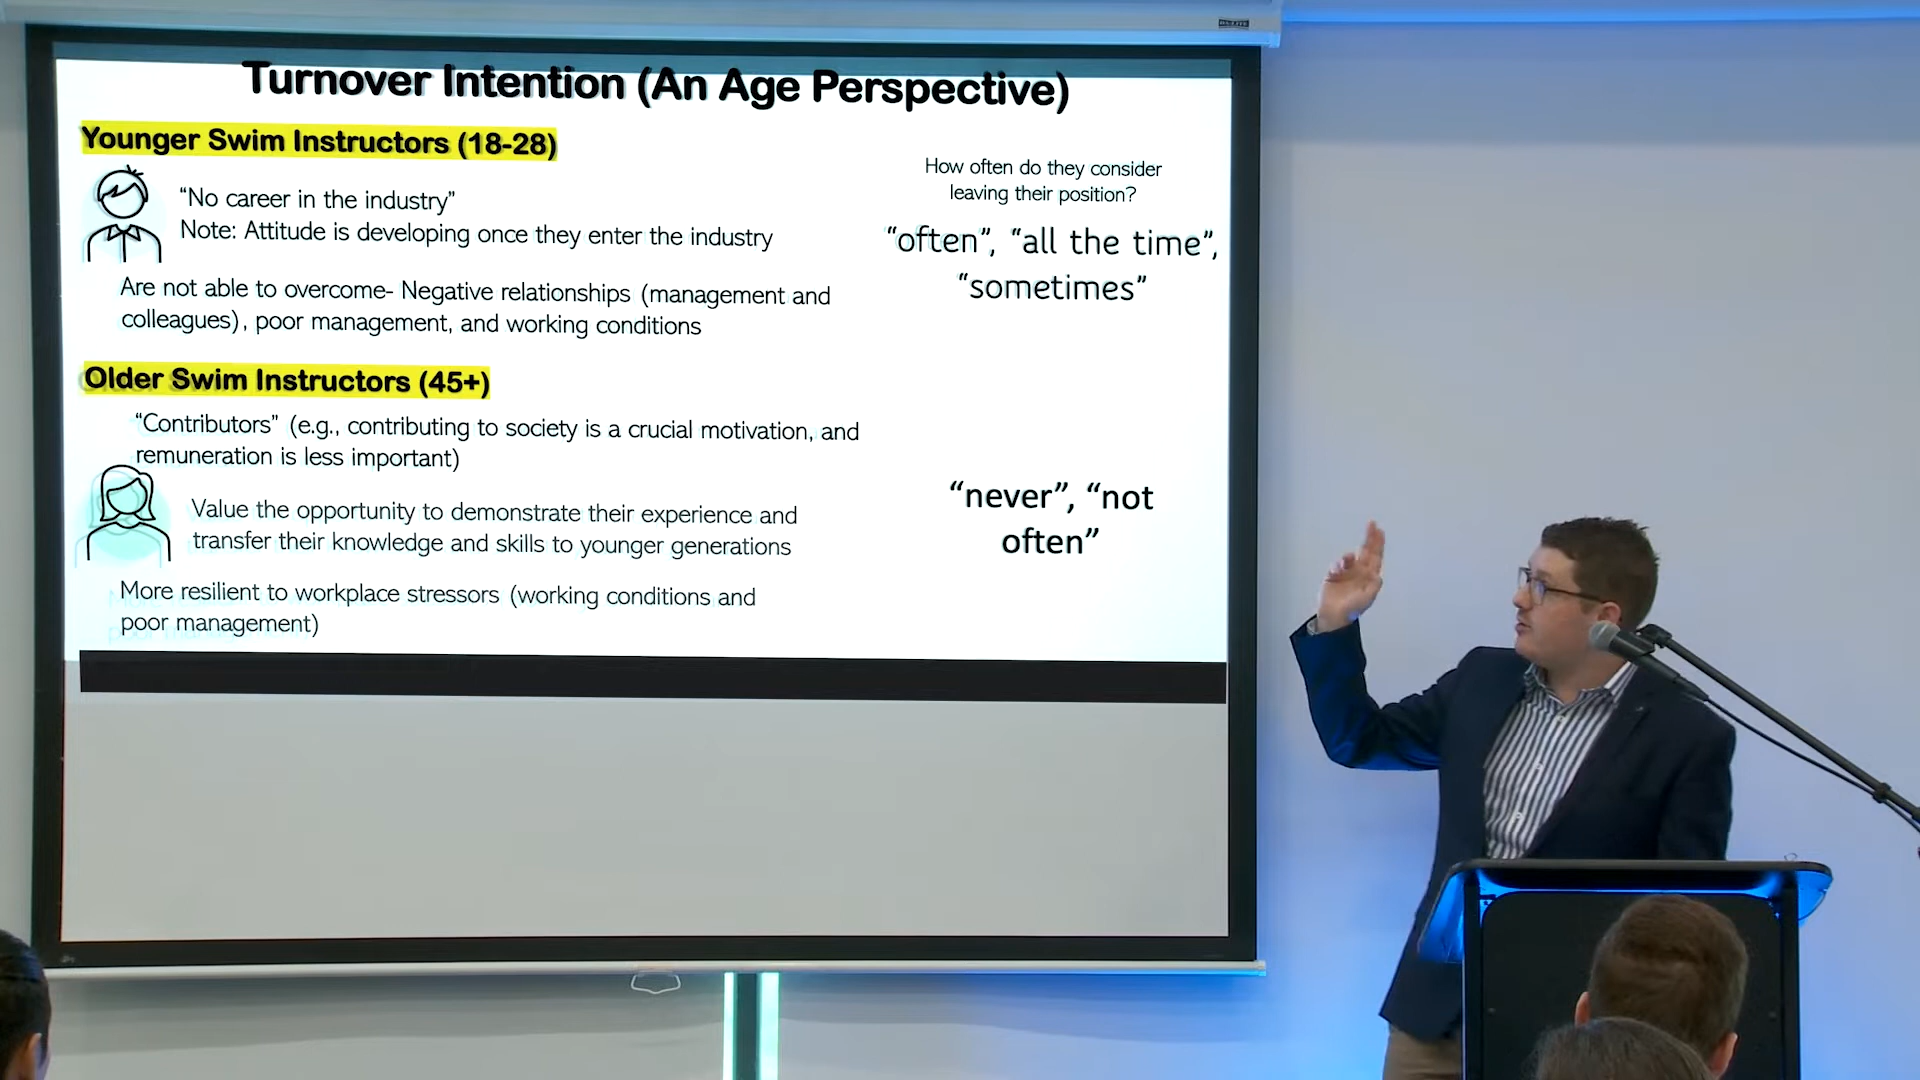 Turnover Intention (An Age Perspective)
Younger Swim Instructors (18-28)
“No career in the industry”
Note: Attitude is developing once they enter the industry
Are not able to overcome- Negative relationships (management and
colleagues), poor management, and working conditions
How often do they consider
leaving their position?
“often”, “all the time”,
“sometimes”
Older Swim Instructors (45+)
“Contributors” (e.g., contributing to society is a crucial motivation, and
remuneration is less important)
Value the opportunity to demonstrate their experience and
transfer their knowledge and skills to younger generations
More resilient to workplace stressors (working conditions and
poor management)
“never”, “not
often”